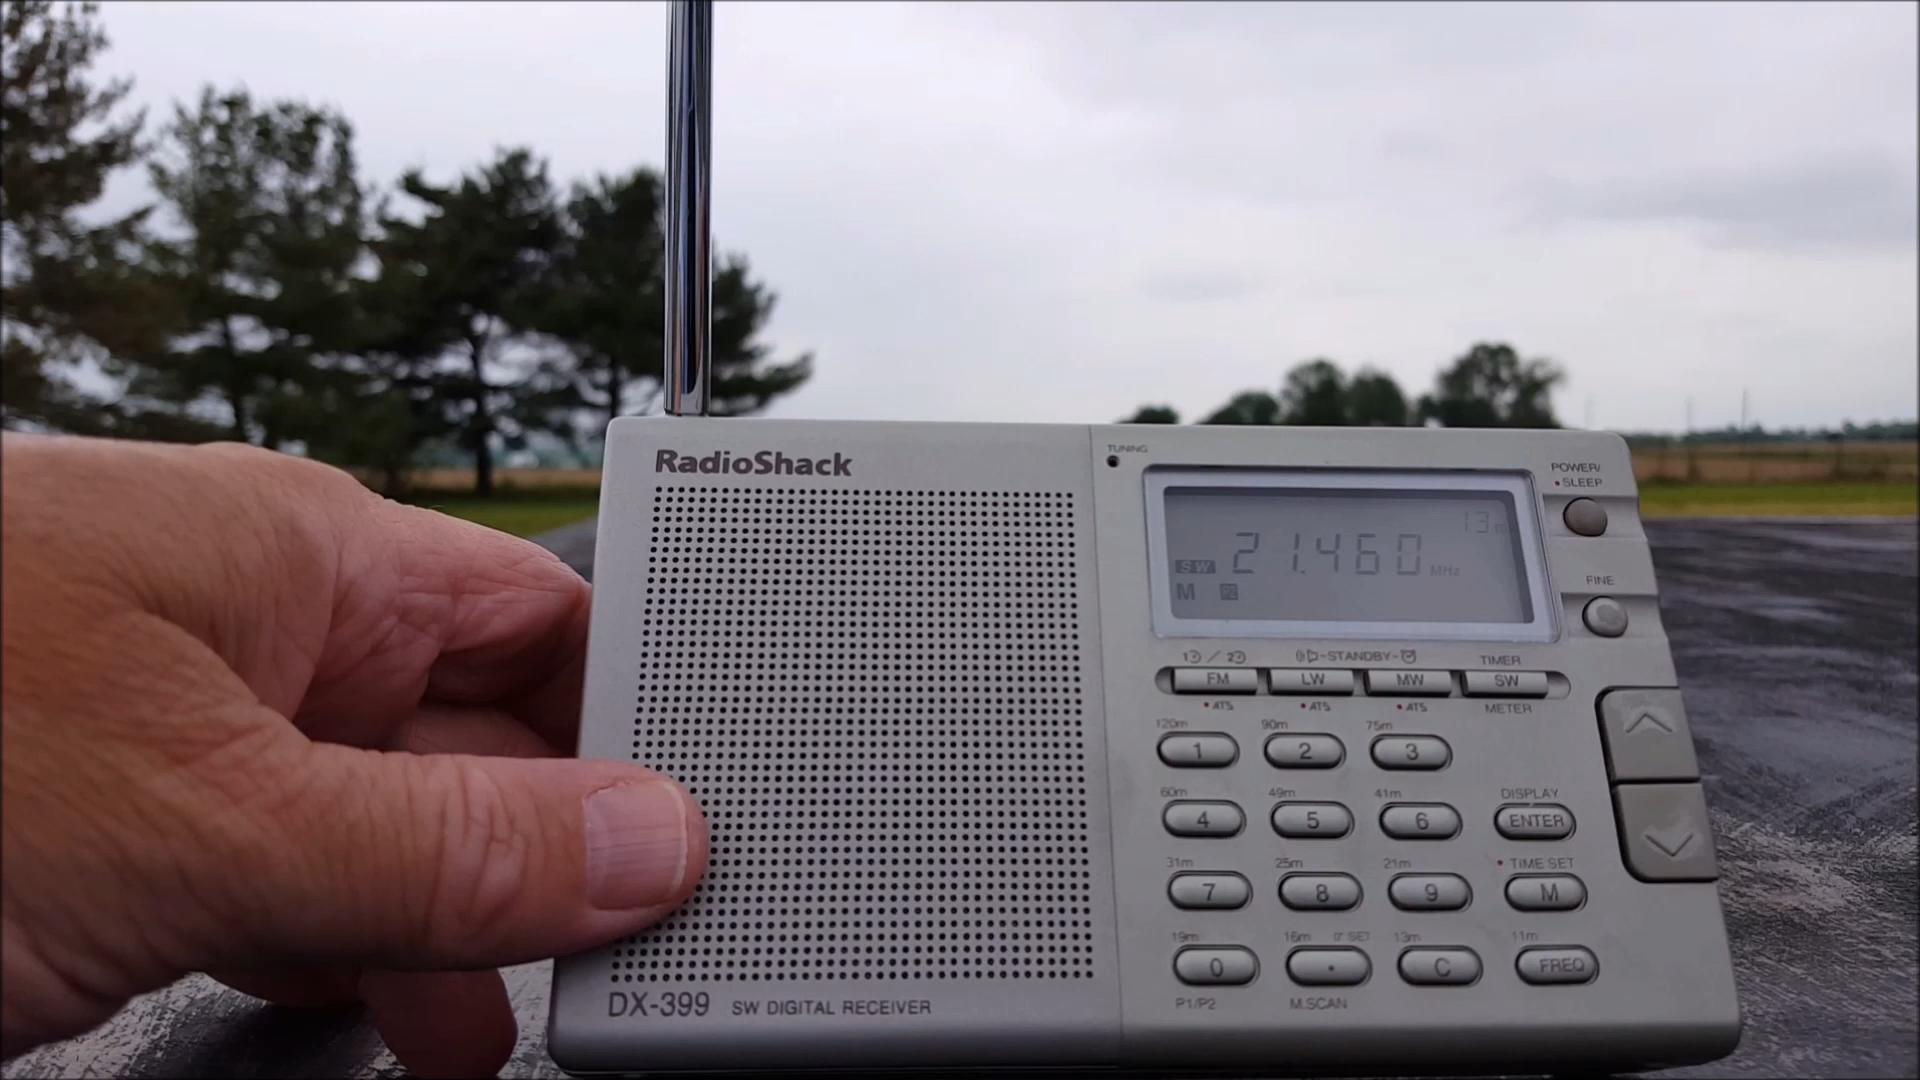 RadioShack
TUNING
POWER/
SLEEP
13m
SW 21.460 MHz
M P2
FINE
1 / 2 -STANDBY- TIMER
FM LW MW SW
ATS ATS ATS METER
120m 90m 75m
1 2 3
60m 49m 41m DISPLAY
4 5 6 ENTER
31m 25m 21m TIME SET
7 8 9 M
19m 16m 0" SET 13m 11m
0 . C FREQ
P1/P2 M.SCAN
DX-399 SW DIGITAL RECEIVER